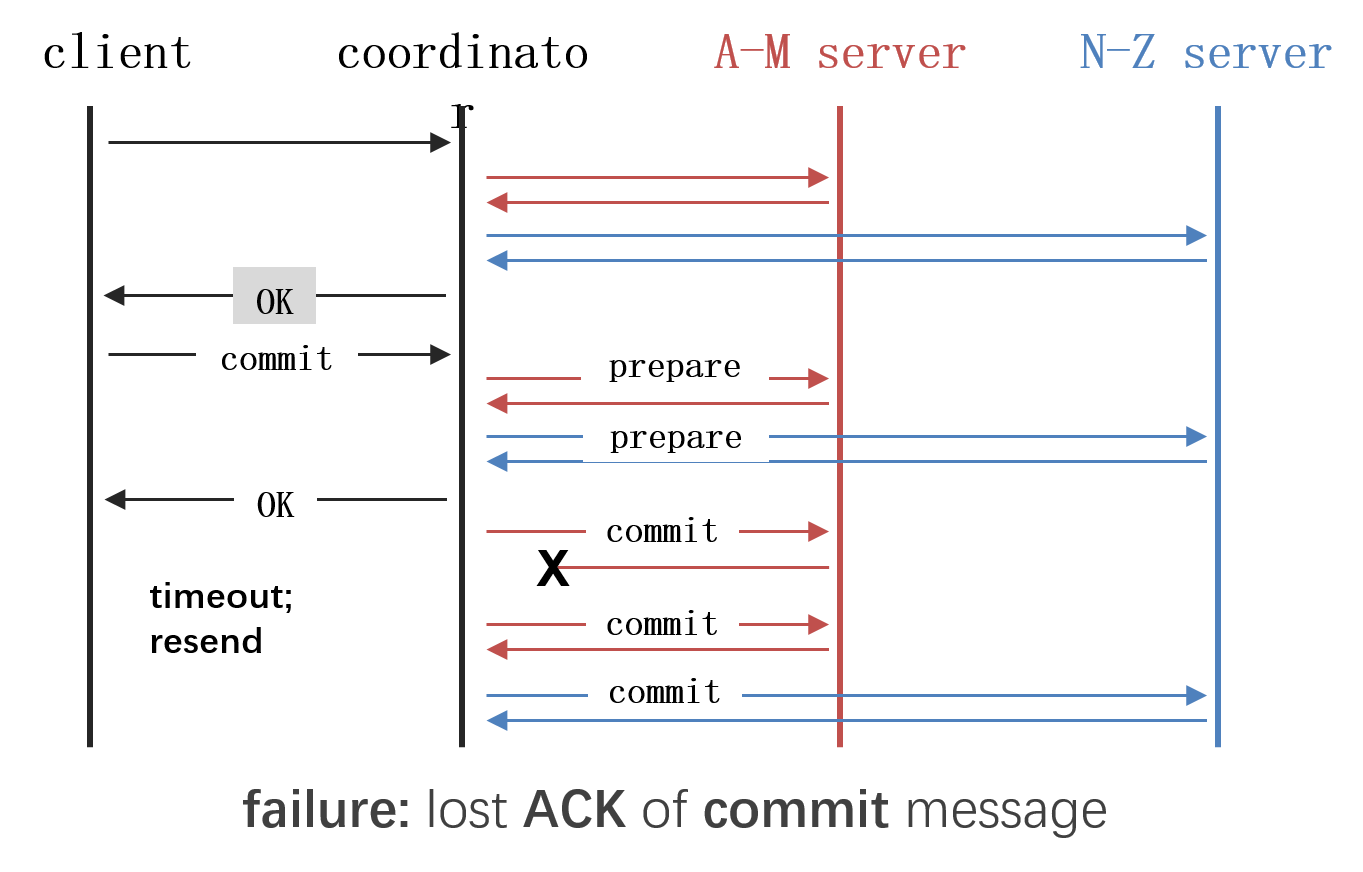 client
coordinato
r
A-M server
N-Z server
OK
commit
prepare
prepare
OK
commit
X
timeout;
resend
commit
commit
failure: lost ACK of commit message